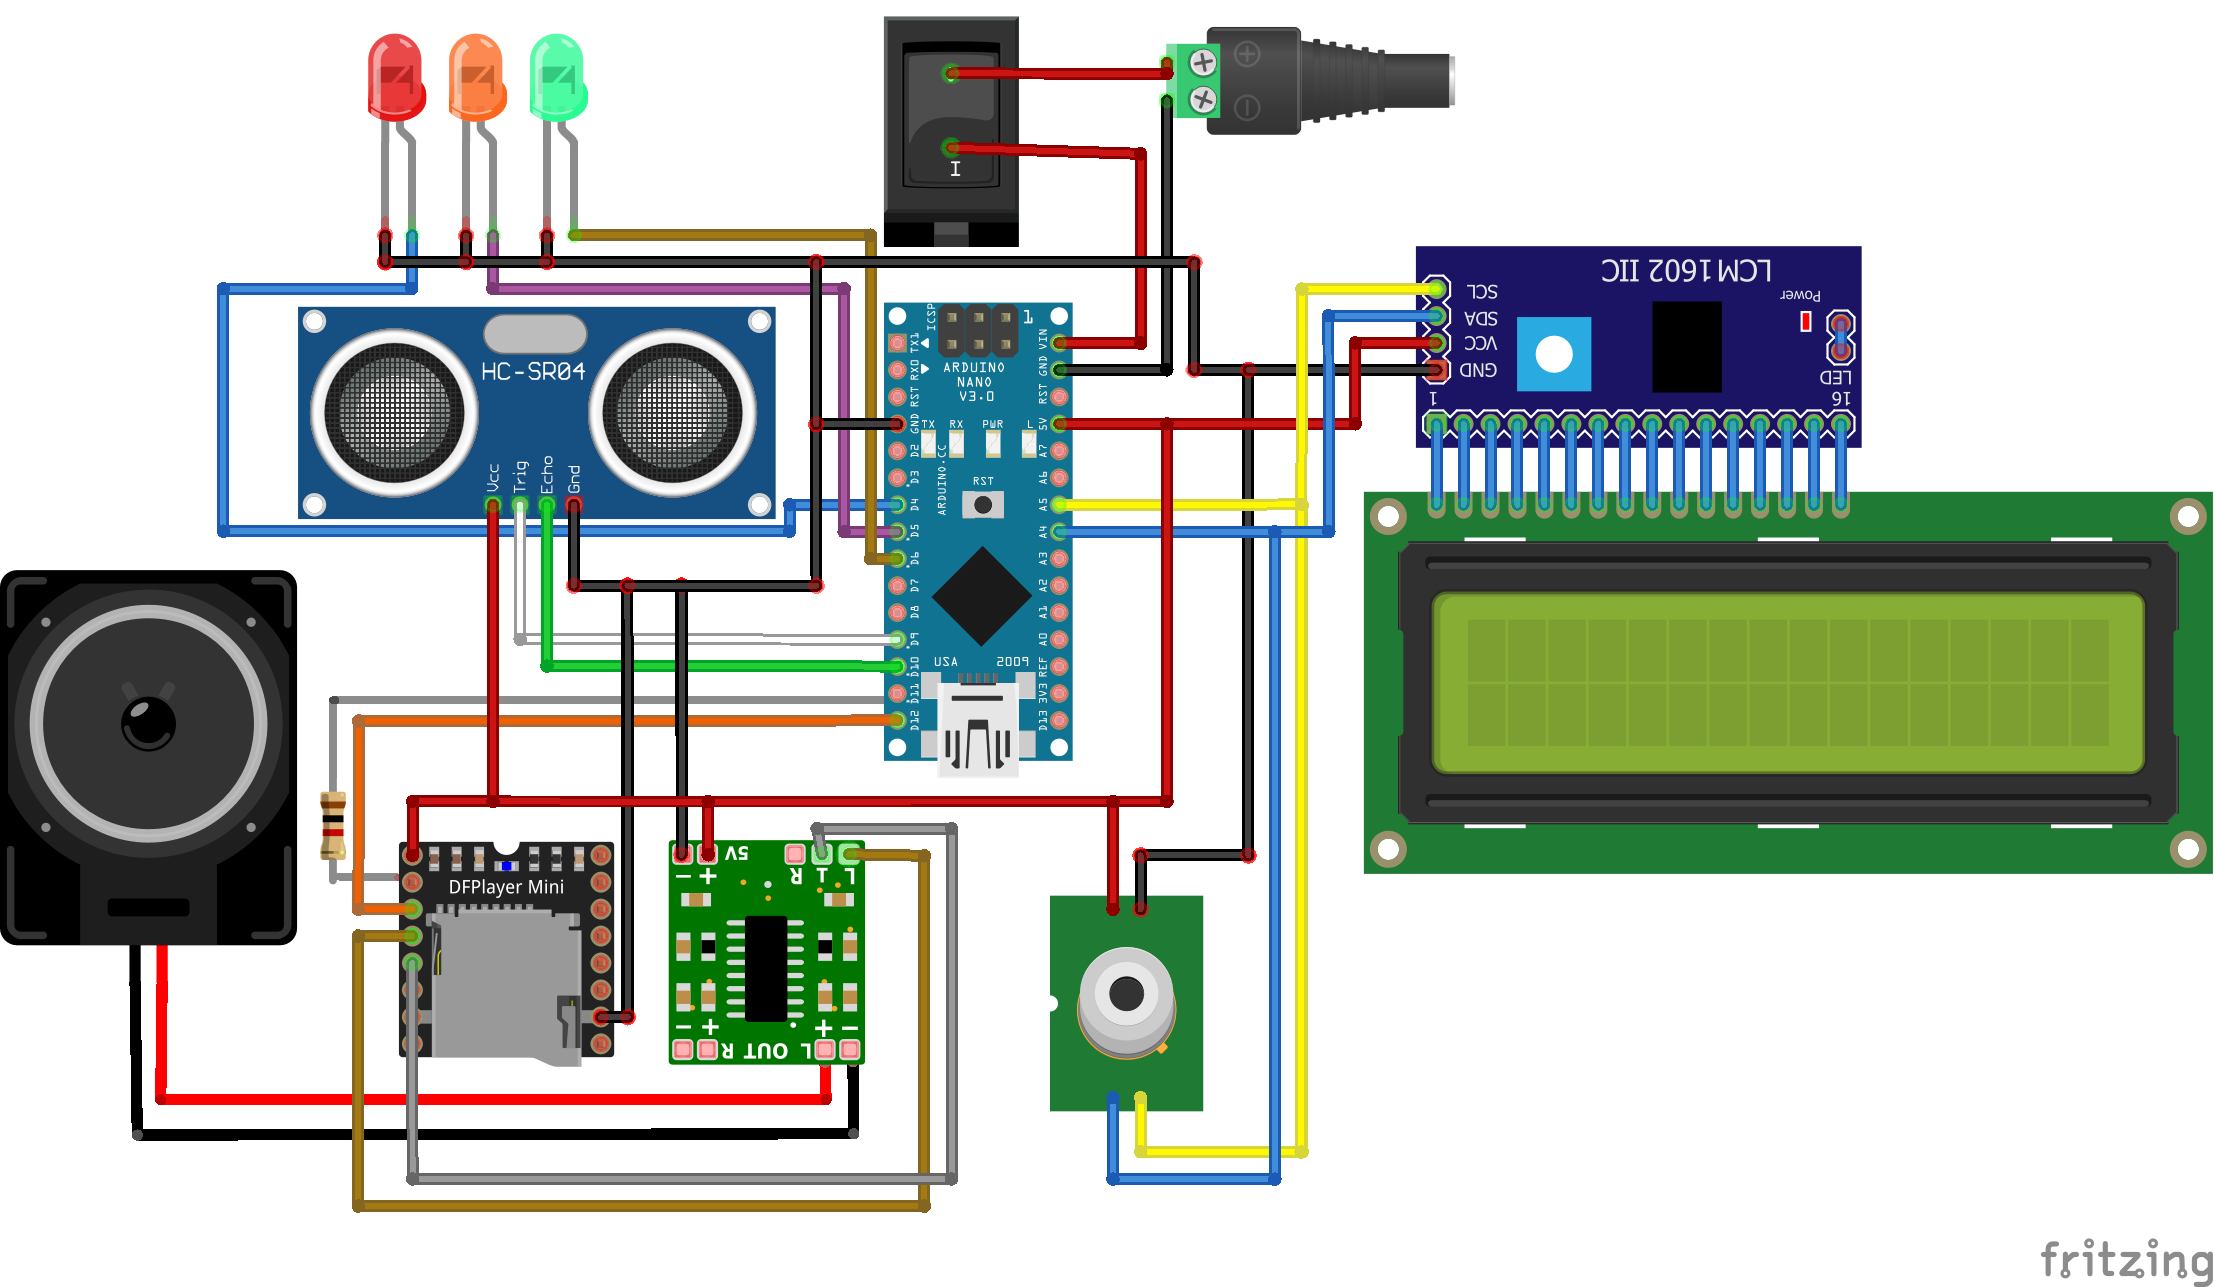 I
LCM1602 IIC
SCL
SDA
VCC
GND
Power
LED
1
16
HC-SR04
Vcc
Trig
Echo
Gnd
ICSP
1
ARDUINO
NANO
V3.0
TX1
RX0
RST
GND
D2
D3
D4
D5
D6
D7
D8
D9
D10
D11
D12
VIN
GND
RST
5V
A7
A6
A5
A4
A3
A2
A1
A0
REF
3V3
D13
TX
RX
PWR
L
RST
ARDUINO.CC
USA
2009
DFPlayer Mini
5V
R
L
- +
- +
+ -
L OUT R
fritzing